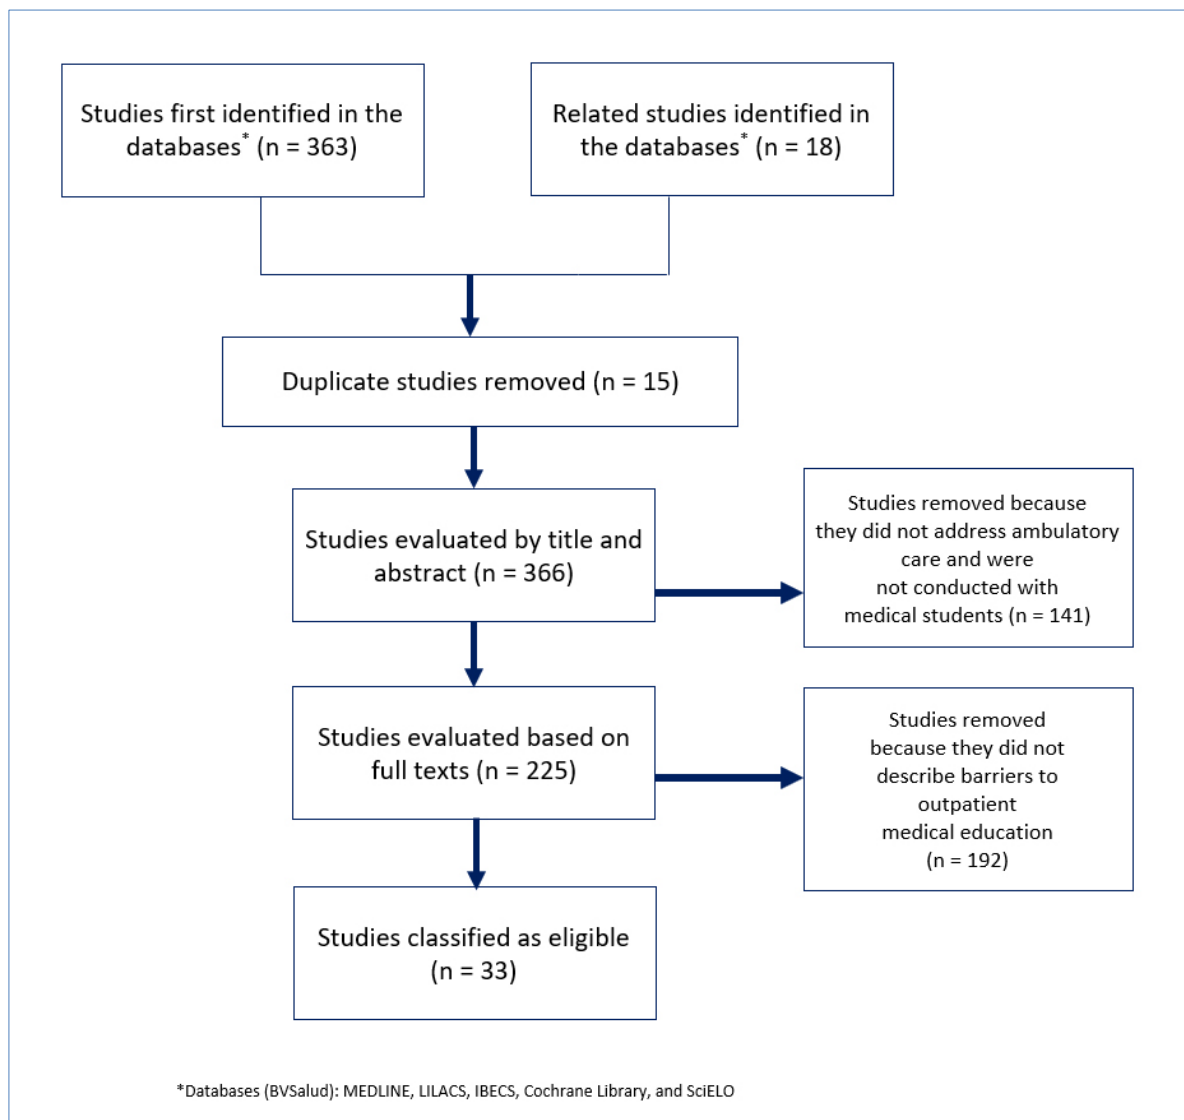 Studies first identified in the
databases* (n = 363)
Related studies identified in
the databases* (n = 18)
Duplicate studies removed (n = 15)
Studies evaluated by title and
abstract (n = 366)
Studies removed because
they did not address ambulatory
care and were
not conducted with
medical students (n = 141)
Studies evaluated based on
full texts (n = 225)
Studies removed
because they did not
describe barriers to
outpatient
medical education
(n = 192)
Studies classified as eligible
(n = 33)
*Databases (BVSalud): MEDLINE, LILACS, IBECS, Cochrane Library, and SciELO